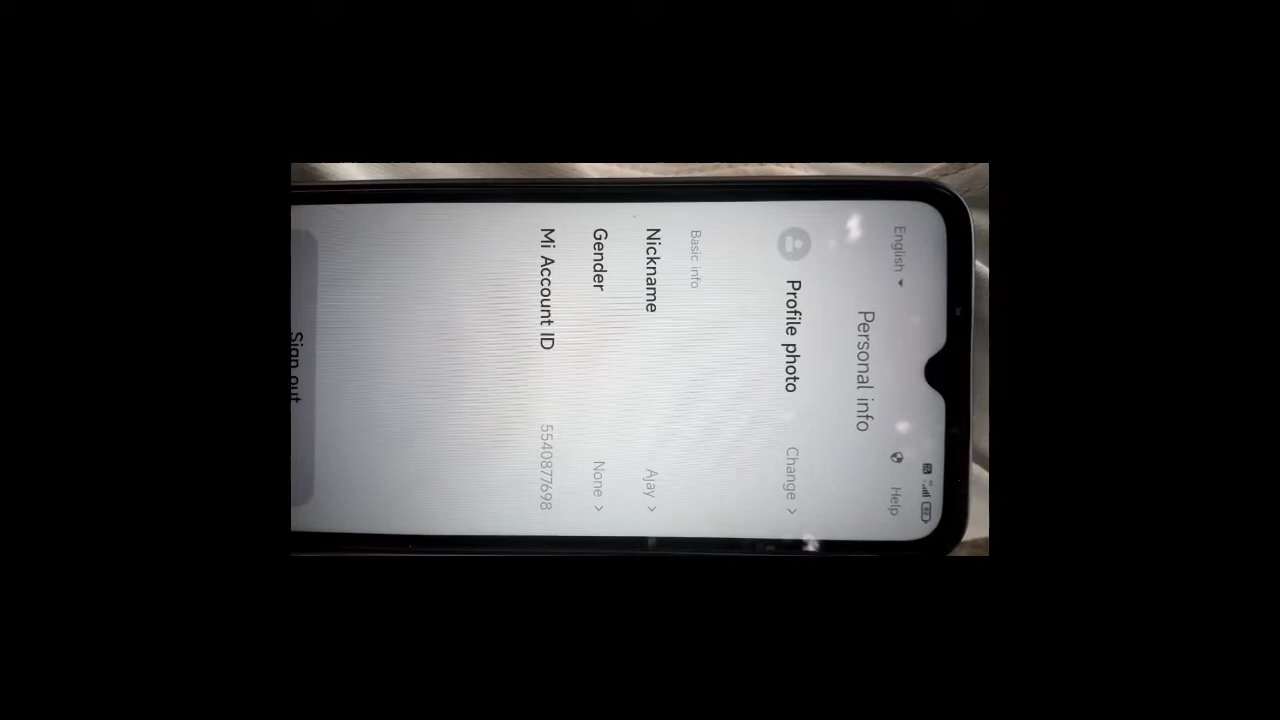 English
Help
Personal info
Profile photo Change >
Basic info
Nickname Ajay >
Gender None >
Mi Account ID 5540877698
Sign out